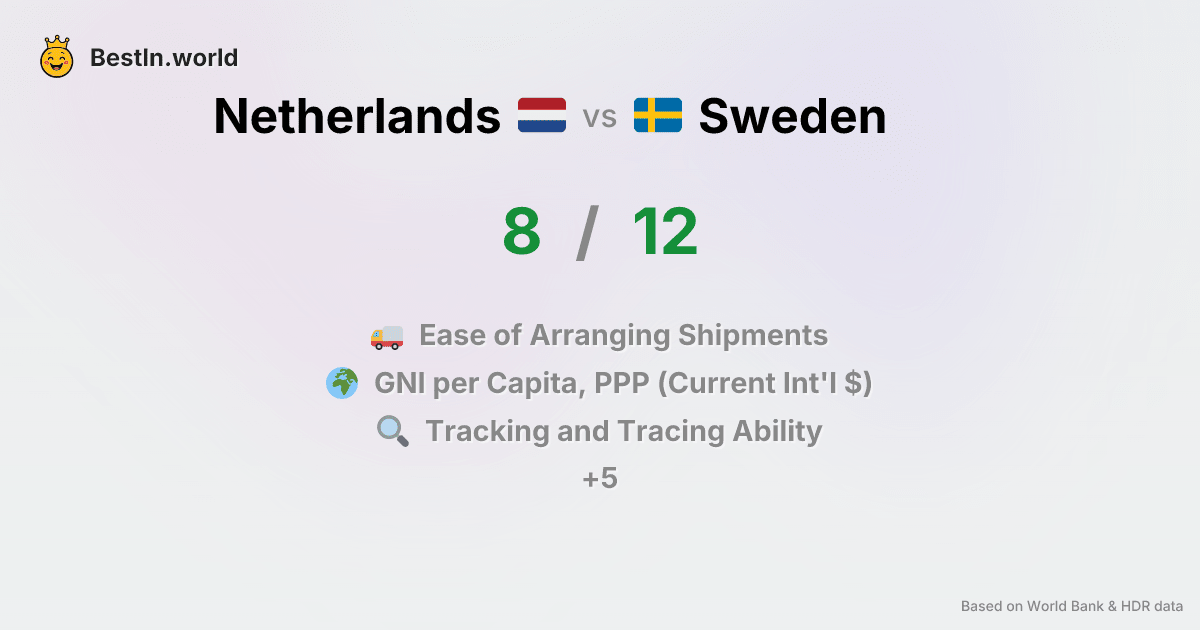 BestIn.world
Netherlands vs Sweden
8 / 12
Ease of Arranging Shipments
GNI per Capita, PPP (Current Int'l $)
Tracking and Tracing Ability
+5
Based on World Bank & HDR data